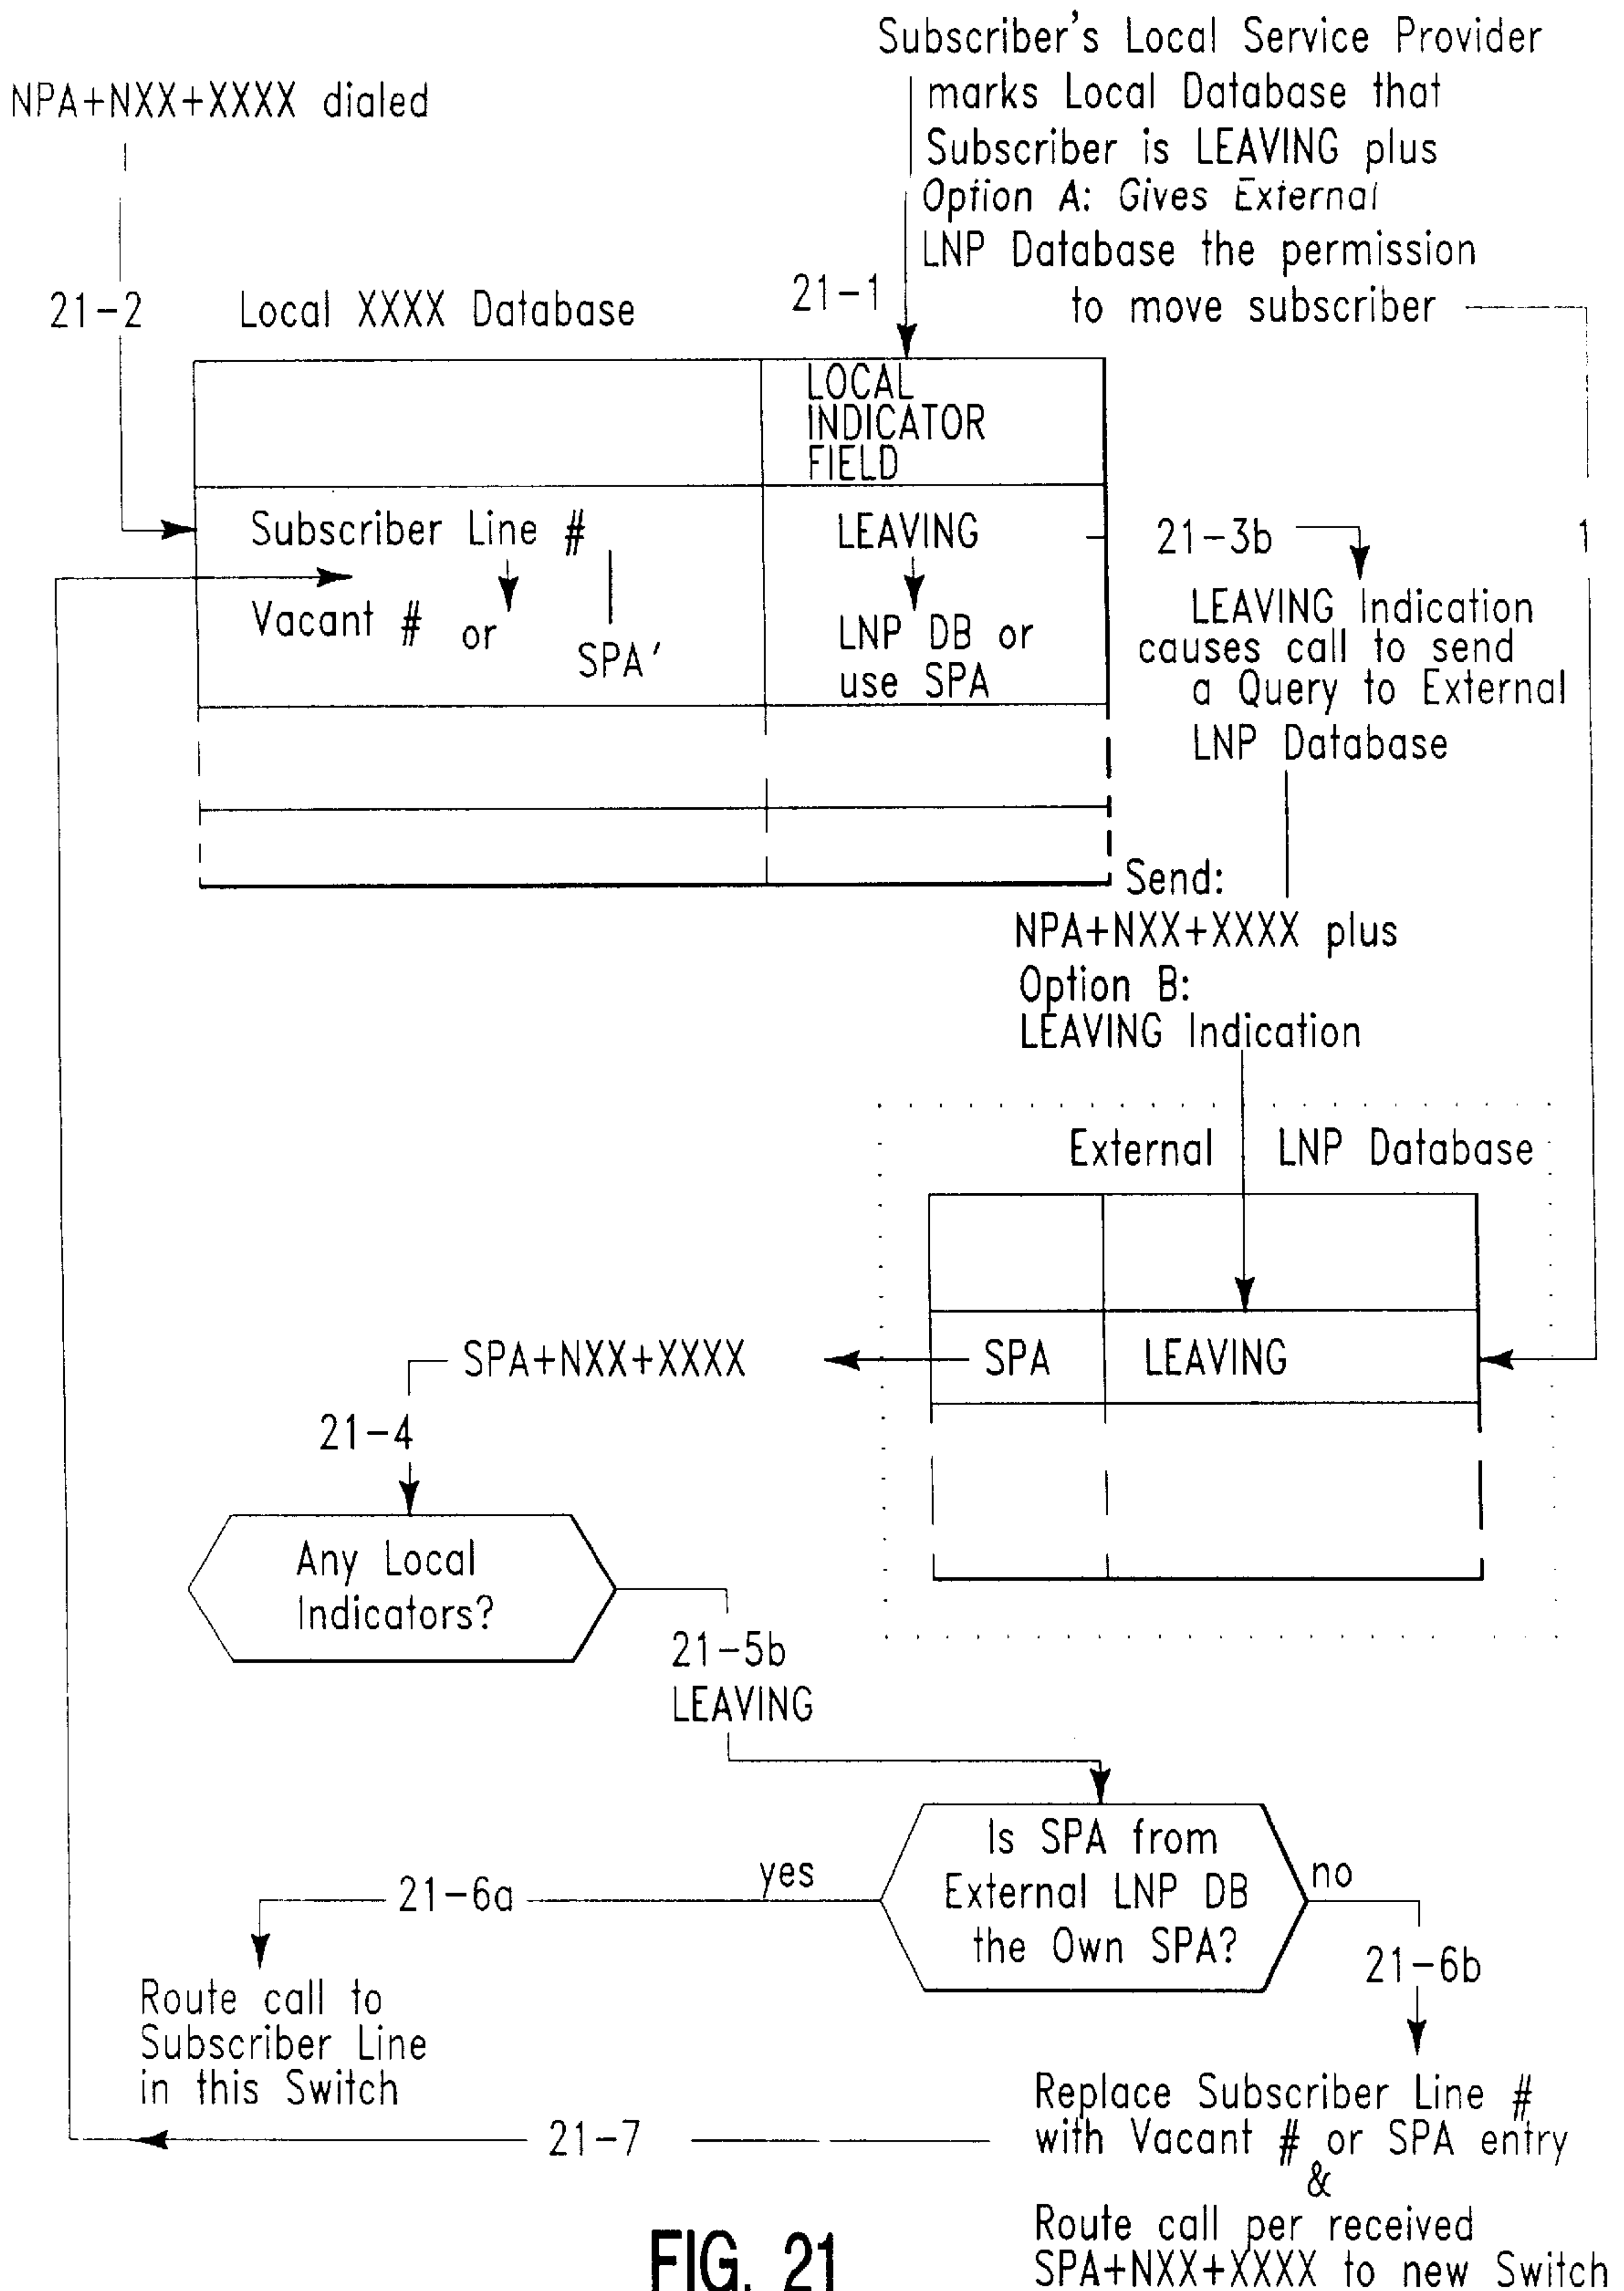 Subscriber's Local Service Provider
marks Local Database that
Subscriber is LEAVING plus
Option A: Gives External
LNP Database the permission
to move subscriber
NPA+NXX+XXXX dialed
21-2
Local XXXX Database
21-1
LOCAL
INDICATOR
FIELD
Subscriber Line #
LEAVING
Vacant # or
SPA'
LNP DB or
use SPA
21-3b
1
LEAVING Indication
causes call to send
a Query to External
LNP Database
Send:
NPA+NXX+XXXX plus
Option B:
LEAVING Indication
External LNP Database
SPA+NXX+XXXX
SPA
LEAVING
21-4
Any Local
Indicators?
21-5b
LEAVING
Is SPA from
External LNP DB
the Own SPA?
yes
no
21-6a
21-6b
Route call to
Subscriber Line
in this Switch
Replace Subscriber Line #
with Vacant # or SPA entry
&
Route call per received
SPA+NXX+XXXX to new Switch
21-7
FIG. 21